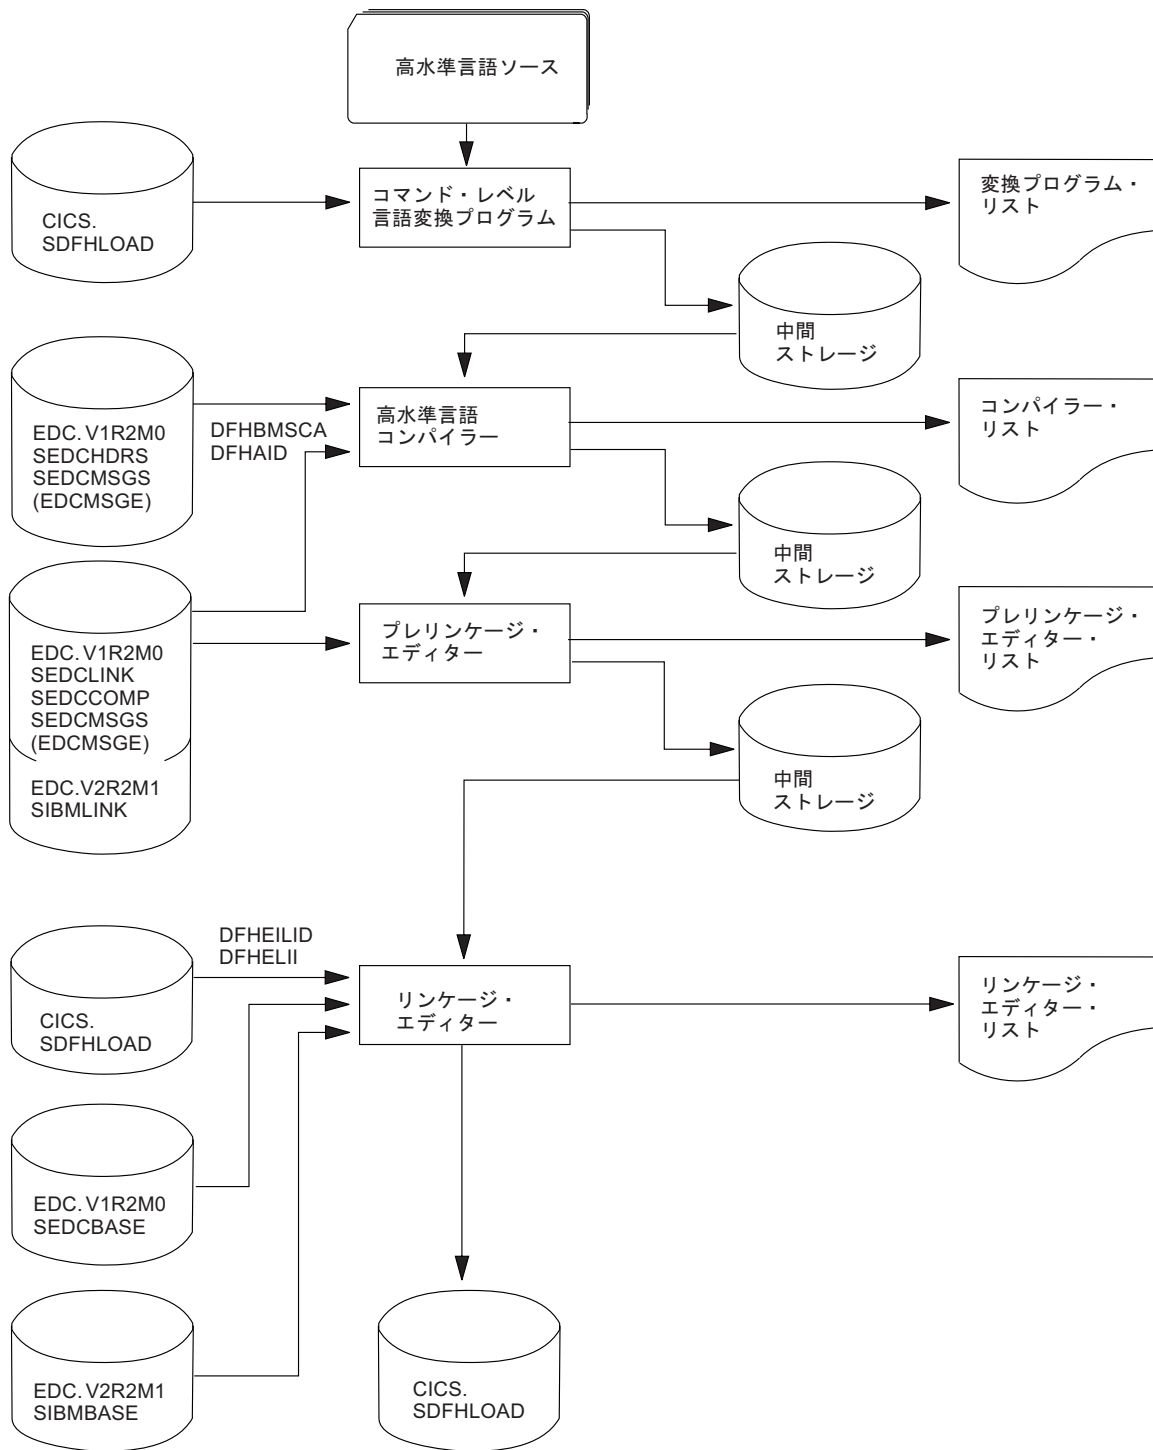 高水準言語ソース
コマンド・レベル
言語変換プログラム
変換プログラム・
リスト
CICS.
SDFHLOAD
中間
ストレージ
EDC.V1R2M0
SEDCHDRS
SEDCMSGS
(EDCMSGE)
DFHBMSCA
DFHAID
高水準言語
コンパイラー
コンパイラー・
リスト
中間
ストレージ
EDC.V1R2M0
SEDCLINK
SEDCCOMP
SEDCMSGS
(EDCMSGE)
EDC.V2R2M1
SIBMLINK
プレリンケージ・
エディター
プレリンケージ・
エディター・
リスト
中間
ストレージ
CICS.
SDFHLOAD
DFHEILID
DFHELII
リンケージ・
エディター
リンケージ・
エディター・
リスト
EDC.V1R2M0
SEDCBASE
EDC.V2R2M1
SIBMBASE
CICS.
SDFHLOAD